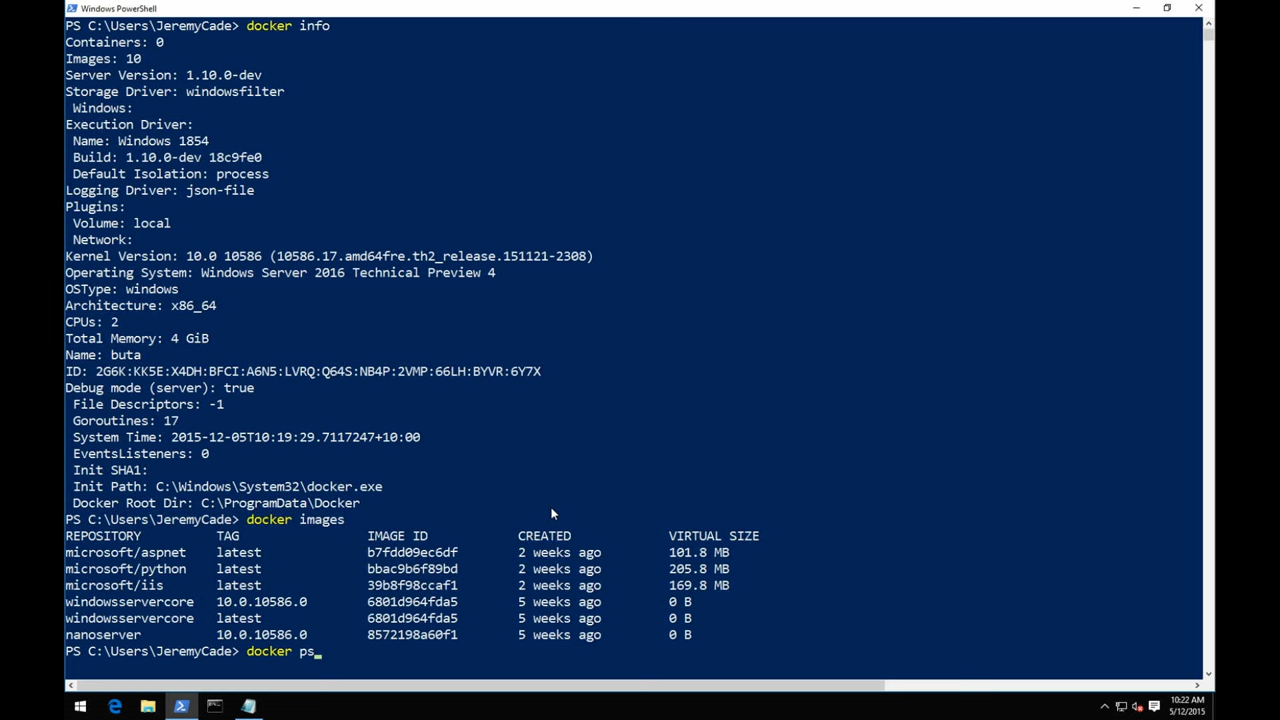 Windows PowerShell
PS C:\Users\JeremyCade> docker info
Containers: 0
Images: 10
Server Version: 1.10.0-dev
Storage Driver: windowsfilter
Windows:
Execution Driver:
Name: Windows 1854
Build: 1.10.0-dev 18c9fe0
Default Isolation: process
Logging Driver: json-file
Plugins:
Volume: local
Network:
Kernel Version: 10.0 10586 (10586.17.amd64fre.th2_release.151121-2308)
Operating System: Windows Server 2016 Technical Preview 4
OSType: windows
Architecture: x86_64
CPUs: 2
Total Memory: 4 GiB
Name: buta
ID: 2G6K:KK5E:X4DH:BFCI:A6N5:LVRQ:Q64S:NB4P:2VMP:66LH:BYVR:6Y7X
Debug mode (server): true
File Descriptors: -1
Goroutines: 17
System Time: 2015-12-05T10:19:29.7117247+10:00
EventsListeners: 0
Init SHA1:
Init Path: C:\Windows\System32\docker.exe
Docker Root Dir: C:\ProgramData\Docker
PS C:\Users\JeremyCade> docker images
REPOSITORY TAG IMAGE ID CREATED VIRTUAL SIZE
microsoft/aspnet latest b7fdd09ec6df 2 weeks ago 101.8 MB
microsoft/python latest bbac9b6f89bd 2 weeks ago 205.8 MB
microsoft/iis latest 39b8f98ccaf1 2 weeks ago 169.8 MB
windowsservercore 10.0.10586.0 6801d964fda5 5 weeks ago 0 B
windowsservercore latest 6801d964fda5 5 weeks ago 0 B
nanoserver 10.0.10586.0 8572198a60f1 5 weeks ago 0 B
PS C:\Users\JeremyCade> docker ps_
10:22 AM
5/12/2015